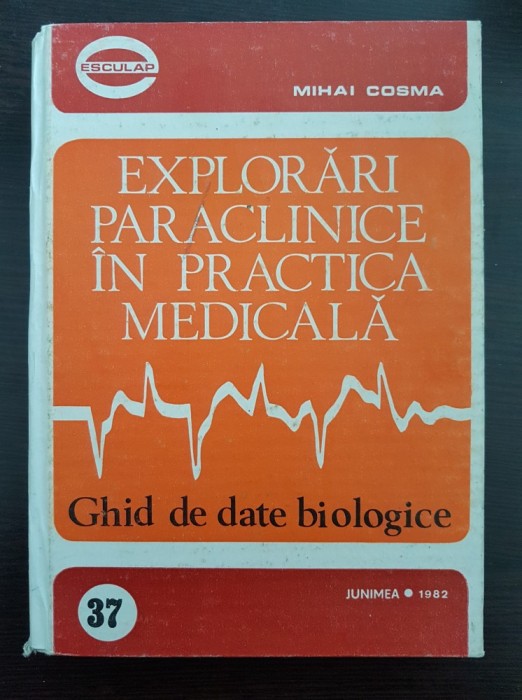 ESCULAP
MIHAI COSMA
EXPLORĂRI
PARACLINICE
ÎN PRACTICA
MEDICALĂ
Ghid de date biologice
37
JUNIMEA • 1982